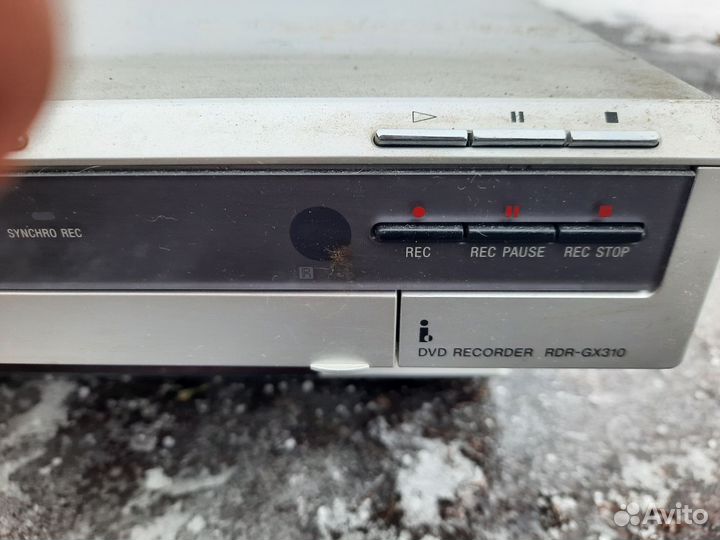 SYNCHRO REC
REC REC PAUSE REC STOP
DVD RECORDER RDR-GX310
Avito